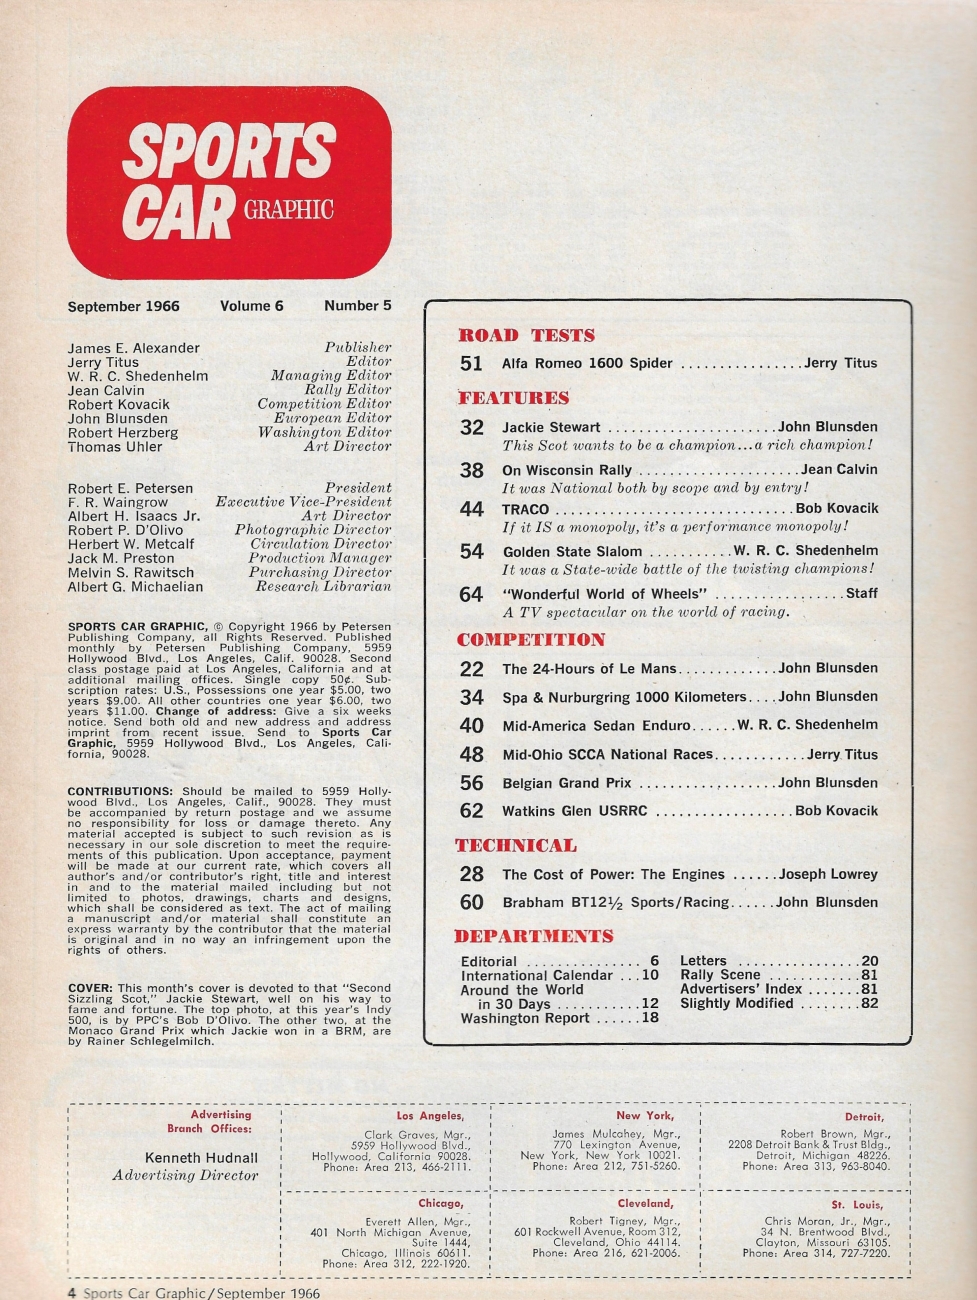 SPORTS
CAR GRAPHIC
September 1966 Volume 6 Number 5
James E. Alexander Publisher
Jerry Titus Editor
W. R. C. Shedenhelm Managing Editor
Jean Calvin Rally Editor
Robert Kovacik Competition Editor
John Blunsden European Editor
Robert Herzberg Washington Editor
Thomas Uhler Art Director
Robert E. Petersen President
F. R. Waingrow Executive Vice-President
Albert H. Isaacs Jr. Art Director
Robert P. D'Olivo Photographic Director
Herbert W. Metcalf Circulation Director
Jack M. Preston Production Manager
Melvin S. Rawitsch Purchasing Director
Albert G. Michaelian Research Librarian
SPORTS CAR GRAPHIC, © Copyright 1966 by Petersen
Publishing Company, all Rights Reserved. Published
monthly by Petersen Publishing Company, 5959
Hollywood Blvd., Los Angeles, Calif. 90028. Second
class postage paid at Los Angeles, California and at
additional mailing offices. Single copy 50¢. Sub-
scription rates: U.S., Possessions one year $5.00, two
years $9.00. All other countries one year $6.00, two
years $11.00. Change of address: Give a six weeks
notice. Send both old and new address and address
imprint from recent issue. Send to Sports Car
Graphic, 5959 Hollywood Blvd., Los Angeles, Cali-
fornia, 90028.
CONTRIBUTIONS: Should be mailed to 5959 Holly-
wood Blvd., Los Angeles, Calif., 90028. They must
be accompanied by return postage and we assume
no responsibility for loss or damage thereto. Any
material accepted is subject to such revision as is
necessary in our sole discretion to meet the require-
ments of this publication. Upon acceptance, payment
will be made at our current rate, which covers all
author's and/or contributor's right, title and interest
in and to the material mailed including but not
limited to photos, drawings, charts and designs,
which shall be considered as text. The act of mailing
a manuscript and/or material shall constitute an
express warranty by the contributor that the material
is original and in no way an infringement upon the
rights of others.
COVER: This month's cover is devoted to that "Second
Sizzling Scot," Jackie Stewart, well on his way to
fame and fortune. The top photo, at this year's Indy
500, is by PPC's Bob D'Olivo. The other two, at the
Monaco Grand Prix which Jackie won in a BRM, are
by Rainer Schlegelmilch.
ROAD TESTS
51 Alfa Romeo 1600 Spider ................Jerry Titus
FEATURES
32 Jackie Stewart ......................John Blunsden
This Scot wants to be a champion...a rich champion!
38 On Wisconsin Rally .....................Jean Calvin
It was National both by scope and by entry!
44 TRACO ...............................Bob Kovacik
If it IS a monopoly, it's a performance monopoly!
54 Golden State Slalom ..........W. R. C. Shedenhelm
It was a State-wide battle of the twisting champions!
64 "Wonderful World of Wheels" .................Staff
A TV spectacular on the world of racing.
COMPETITION
22 The 24-Hours of Le Mans.............John Blunsden
34 Spa & Nurburgring 1000 Kilometers....John Blunsden
40 Mid-America Sedan Enduro......W. R. C. Shedenhelm
48 Mid-Ohio SCCA National Races............Jerry Titus
56 Belgian Grand Prix ...................John Blunsden
62 Watkins Glen USRRC ..................Bob Kovacik
TECHNICAL
28 The Cost of Power: The Engines ......Joseph Lowrey
60 Brabham BT12½ Sports/Racing......John Blunsden
DEPARTMENTS
Editorial ............... 6
International Calendar ...10
Around the World
in 30 Days ...........12
Washington Report ......18
Letters ................20
Rally Scene ............81
Advertisers' Index .......81
Slightly Modified .........82
Advertising
Branch Offices:
Kenneth Hudnall
Advertising Director
Los Angeles,
Clark Graves, Mgr.,
5959 Hollywood Blvd.,
Hollywood, California 90028.
Phone: Area 213, 466-2111.
New York,
James Mulcahey, Mgr.,
770 Lexington Avenue,
New York, New York 10021.
Phone: Area 212, 751-5260.
Detroit,
Robert Brown, Mgr.,
2208 Detroit Bank & Trust Bldg.,
Detroit, Michigan 48226.
Phone: Area 313, 963-8040.
Chicago,
Everett Allen, Mgr.,
401 North Michigan Avenue,
Suite 1444,
Chicago, Illinois 60611.
Phone: Area 312, 222-1920.
Cleveland,
Robert Tigney, Mgr.,
601 Rockwell Avenue, Room 312,
Cleveland, Ohio 44114.
Phone: Area 216, 621-2006.
St. Louis,
Chris Moran, Jr., Mgr.,
34 N. Brentwood Blvd.,
Clayton, Missouri 63105.
Phone: Area 314, 727-7220.
4 Sports Car Graphic/September 1966